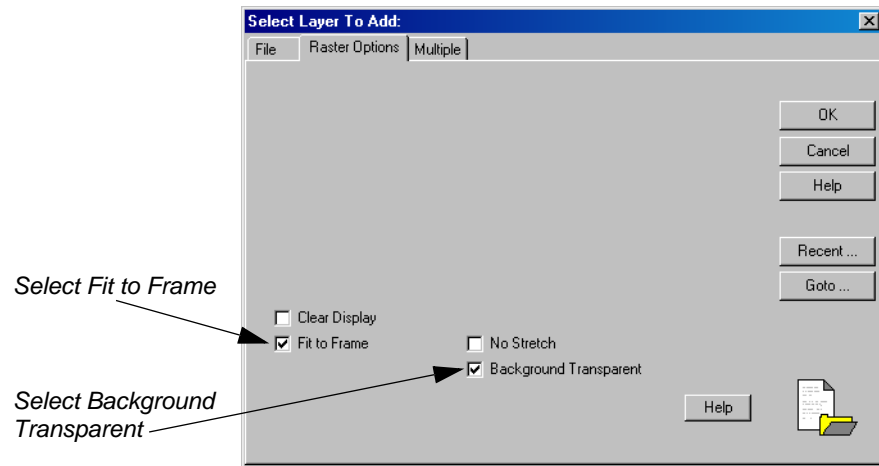 Select Layer To Add:
File Raster Options Multiple
OK
Cancel
Help
Recent ...
Goto ...
Select Fit to Frame
Clear Display
Fit to Frame No Stretch
Background Transparent
Select Background
Transparent
Help